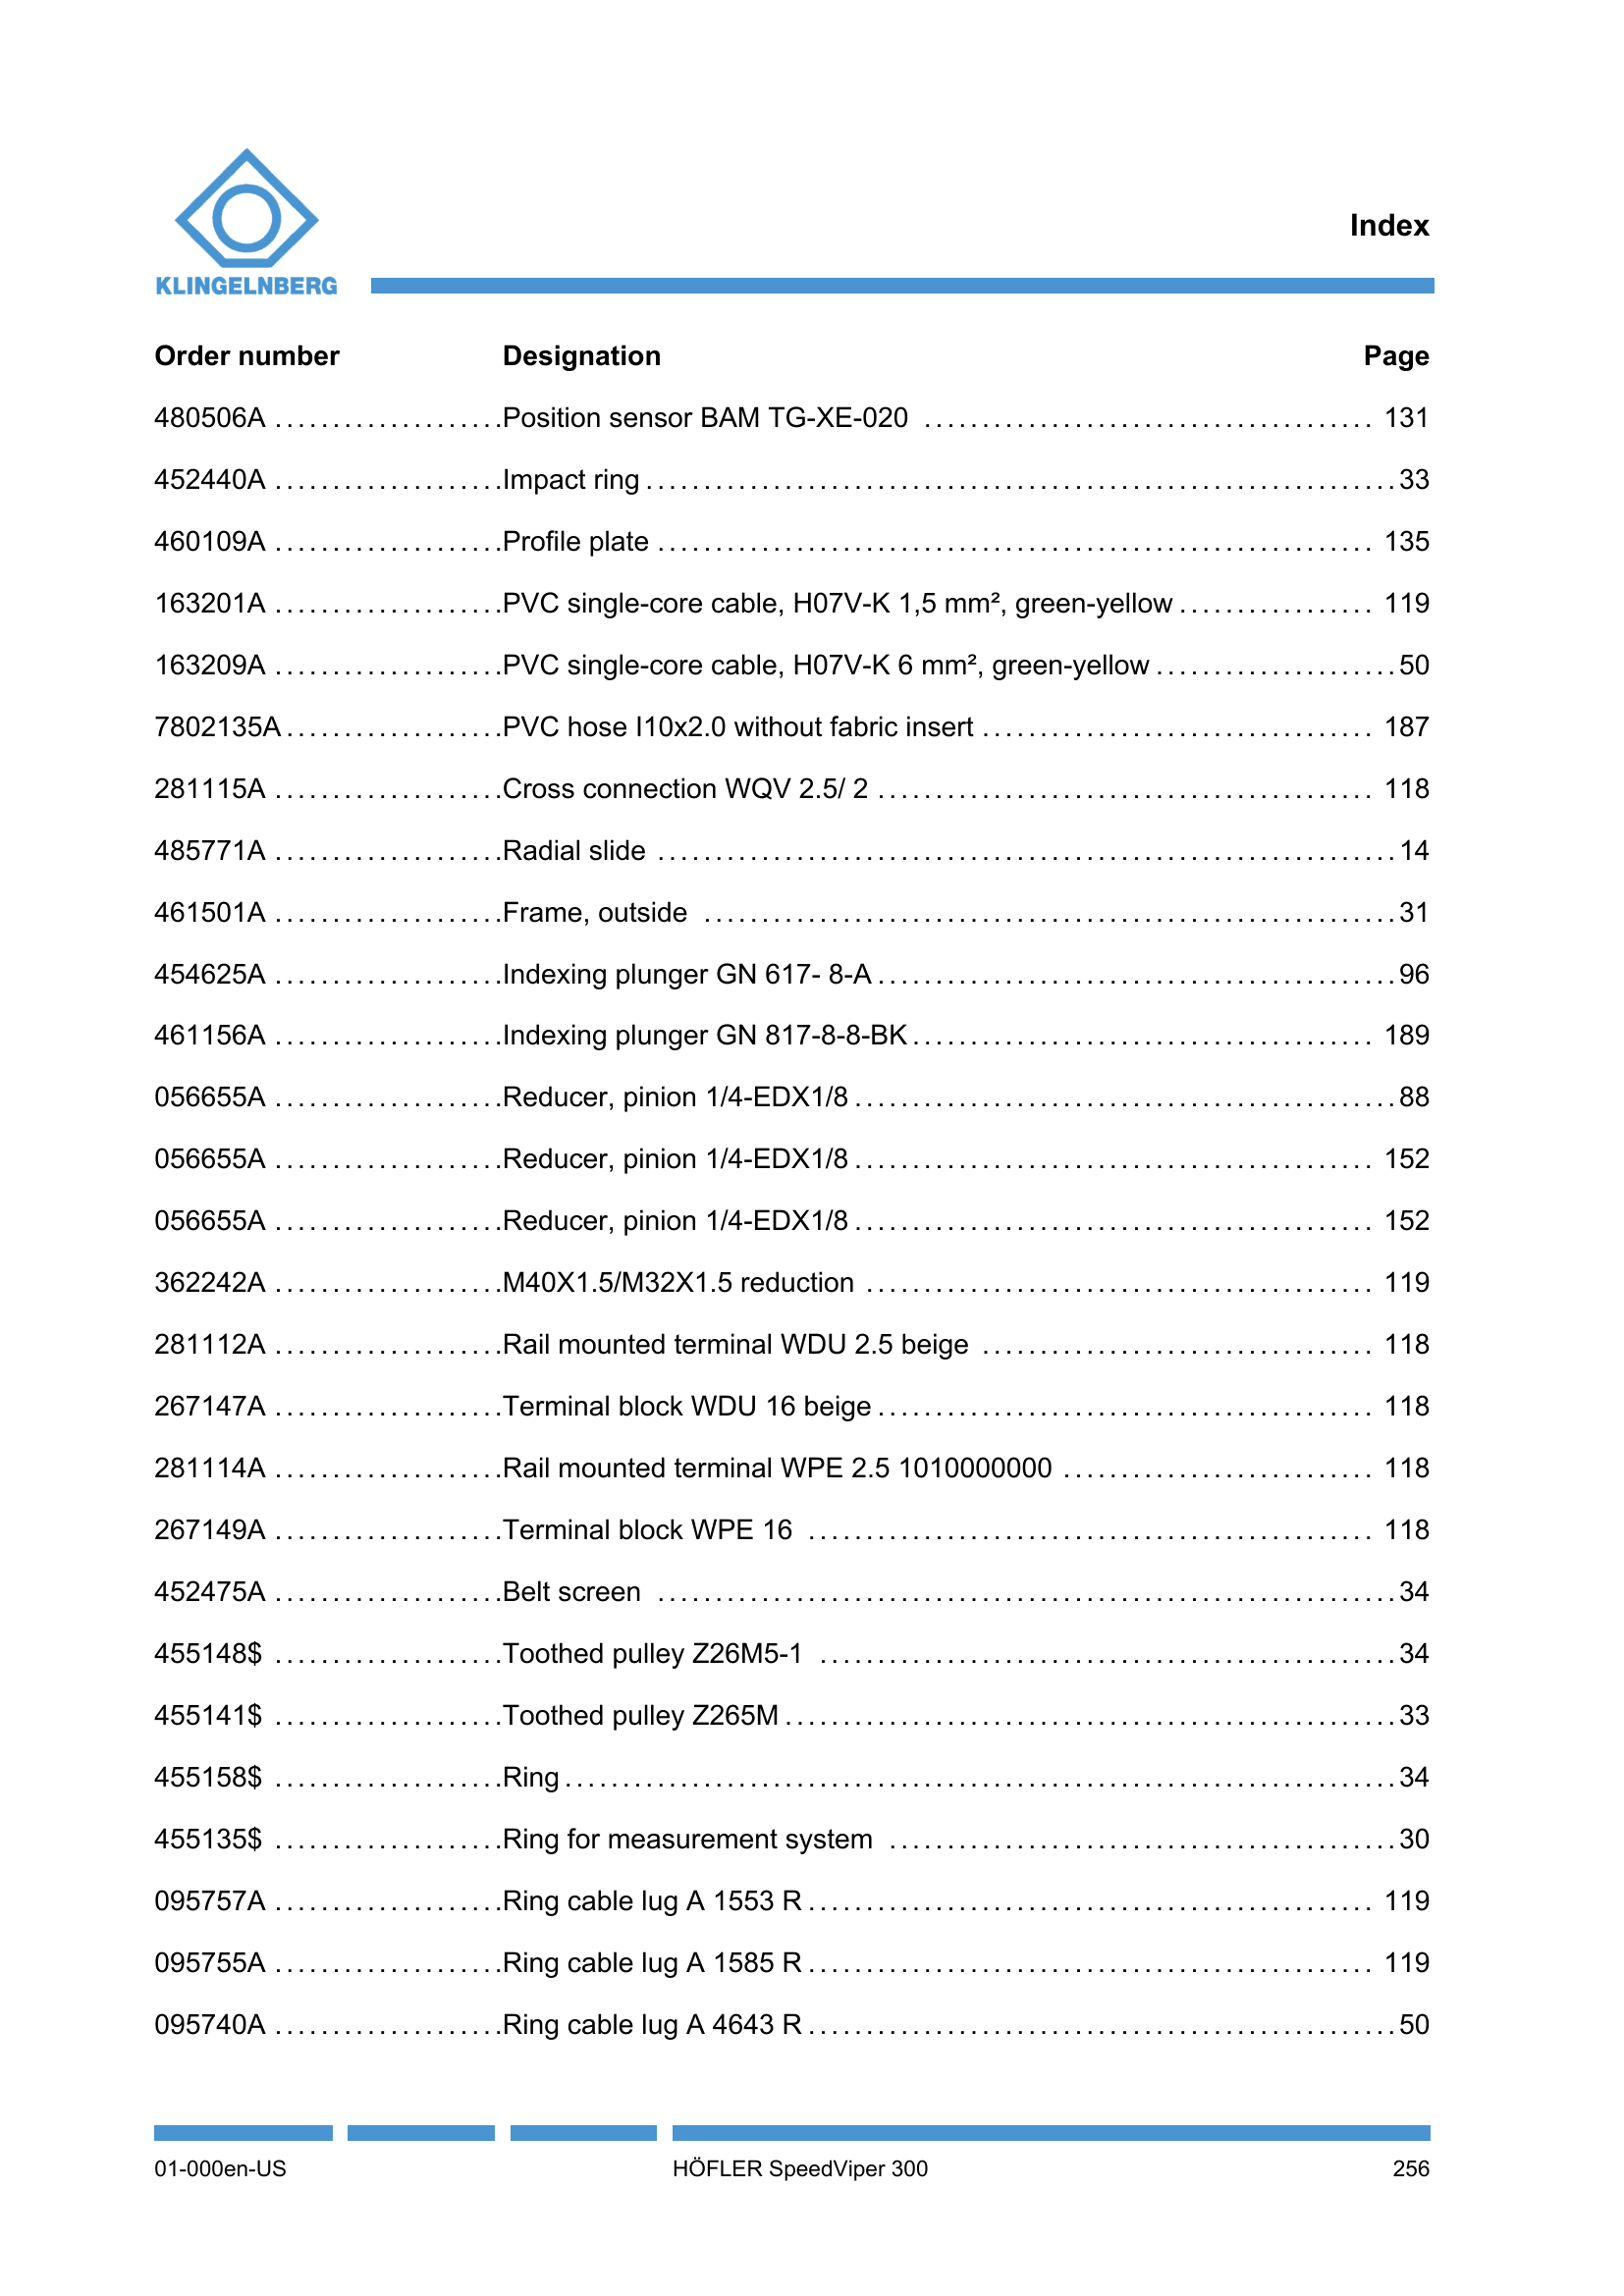 KLINGELNBERG
Index
Order number Designation Page
480506A ....................Position sensor BAM TG-XE-020 ....................................... 131
452440A ....................Impact ring .................................................................33
460109A ....................Profile plate .............................................................. 135
163201A ....................PVC single-core cable, H07V-K 1,5 mm², green-yellow ................. 119
163209A ....................PVC single-core cable, H07V-K 6 mm², green-yellow .....................50
7802135A...................PVC hose I10x2.0 without fabric insert .................................. 187
281115A ....................Cross connection WQV 2.5/ 2 ........................................... 118
485771A ....................Radial slide ................................................................14
461501A ....................Frame, outside ............................................................31
454625A ....................Indexing plunger GN 617- 8-A .............................................96
461156A ....................Indexing plunger GN 817-8-8-BK ........................................ 189
056655A ....................Reducer, pinion 1/4-EDX1/8 ...............................................88
056655A ....................Reducer, pinion 1/4-EDX1/8 ............................................. 152
056655A ....................Reducer, pinion 1/4-EDX1/8 ............................................. 152
362242A ....................M40X1.5/M32X1.5 reduction ............................................ 119
281112A ....................Rail mounted terminal WDU 2.5 beige .................................. 118
267147A ....................Terminal block WDU 16 beige ........................................... 118
281114A ....................Rail mounted terminal WPE 2.5 1010000000 ........................... 118
267149A ....................Terminal block WPE 16 ................................................. 118
452475A ....................Belt screen ................................................................34
455148$ ....................Toothed pulley Z26M5-1 ..................................................34
455141$ ....................Toothed pulley Z265M .....................................................33
455158$ ....................Ring ........................................................................34
455135$ ....................Ring for measurement system ............................................30
095757A ....................Ring cable lug A 1553 R ................................................. 119
095755A ....................Ring cable lug A 1585 R ................................................. 119
095740A ....................Ring cable lug A 4643 R ...................................................50
01-000en-US HÖFLER SpeedViper 300 256